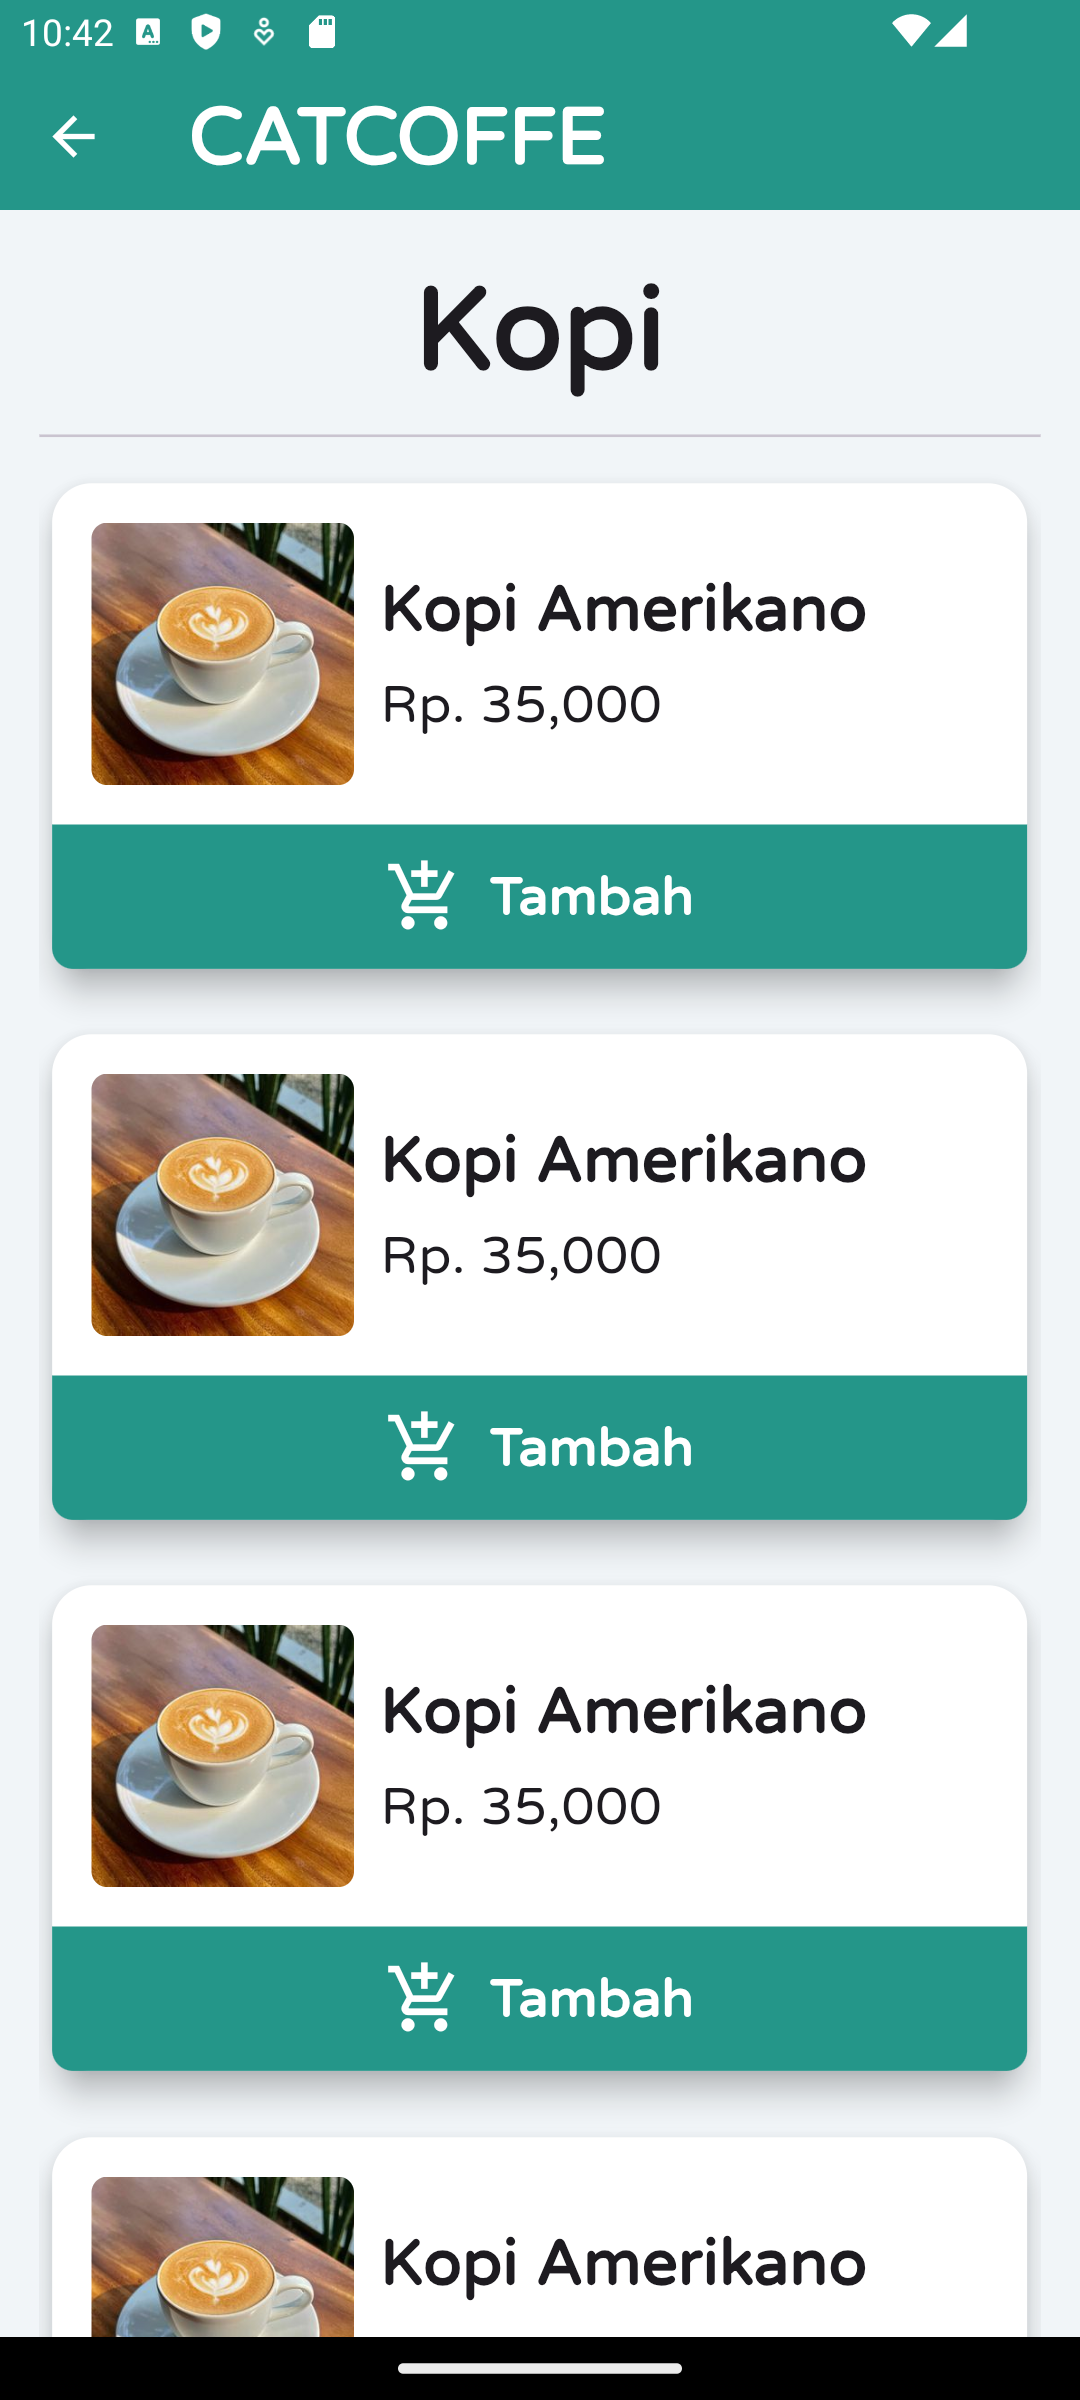 10:42
CATCOFFE
Kopi
Kopi Amerikano
Rp. 35,000
Tambah
Kopi Amerikano
Rp. 35,000
Tambah
Kopi Amerikano
Rp. 35,000
Tambah
Kopi Amerikano